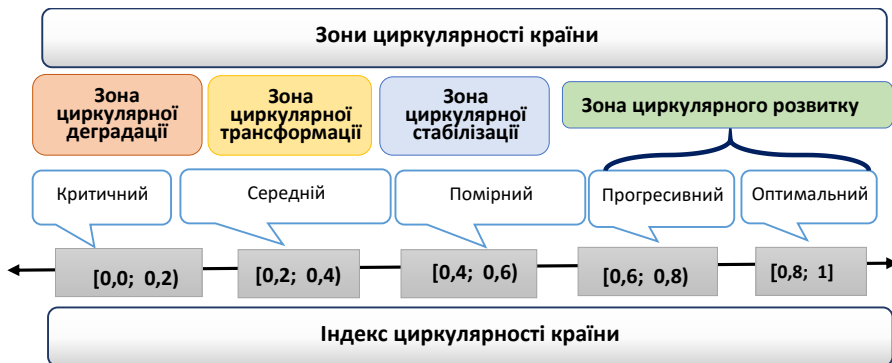 Зони циркулярності країни
Зона
циркулярної
деградації
Зона
циркулярної
трансформації
Зона
циркулярної
стабілізації
Зона циркулярного розвитку
Критичний
Середній
Помірний
Прогресивний
Оптимальний
[0,0; 0,2)
[0,2; 0,4)
[0,4; 0,6)
[0,6; 0,8)
[0,8; 1]
Індекс циркулярності країни